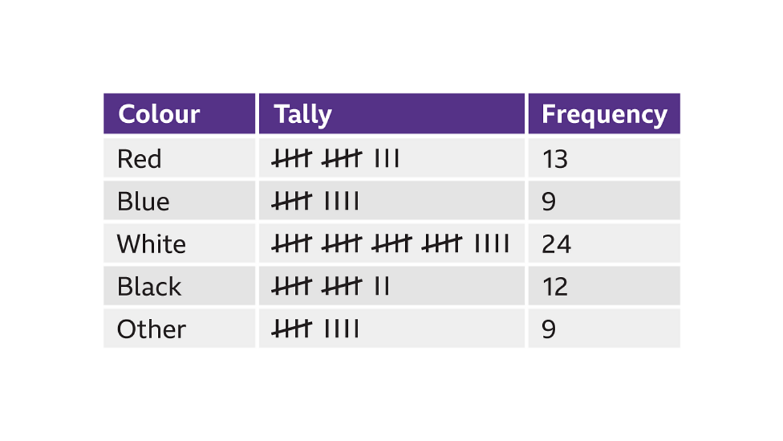 Colour Tally Frequency
Red 13
Blue 9
White 24
Black 12
Other 9